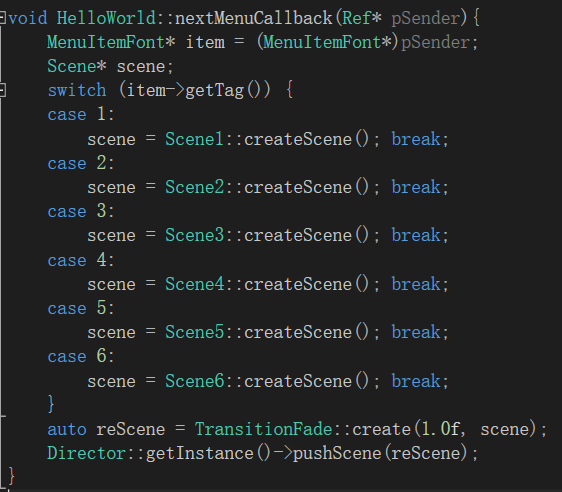 void HelloWorld::nextMenuCallback(Ref* pSender){
    MenuItemFont* item = (MenuItemFont*)pSender;
    Scene* scene;
    switch (item->getTag()) {
    case 1:
        scene = Scene1::createScene(); break;
    case 2:
        scene = Scene2::createScene(); break;
    case 3:
        scene = Scene3::createScene(); break;
    case 4:
        scene = Scene4::createScene(); break;
    case 5:
        scene = Scene5::createScene(); break;
    case 6:
        scene = Scene6::createScene(); break;
    }
    auto reScene = TransitionFade::create(1.0f, scene);
    Director::getInstance()->pushScene(reScene);
}